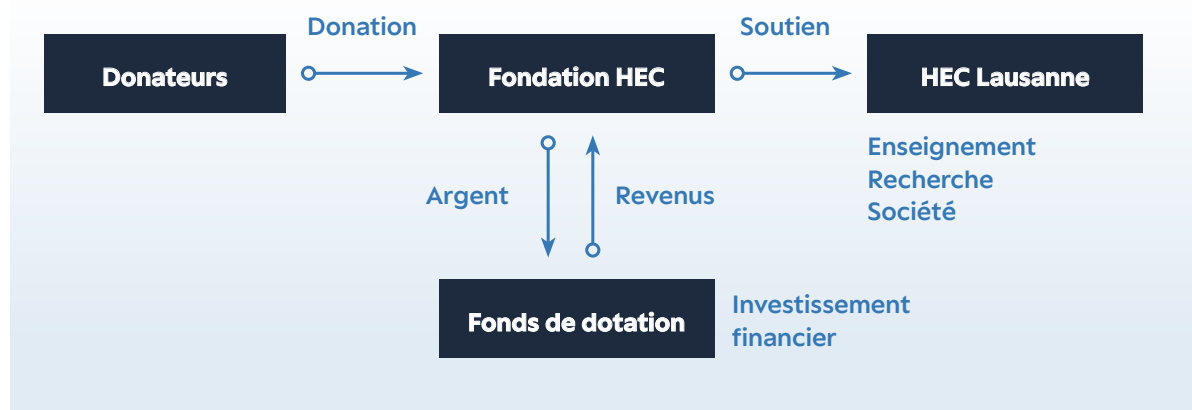 Donation
Soutien
Donateurs
Fondation HEC
HEC Lausanne
Enseignement
Recherche
Société
Argent
Revenus
Fonds de dotation
Investissement
financier